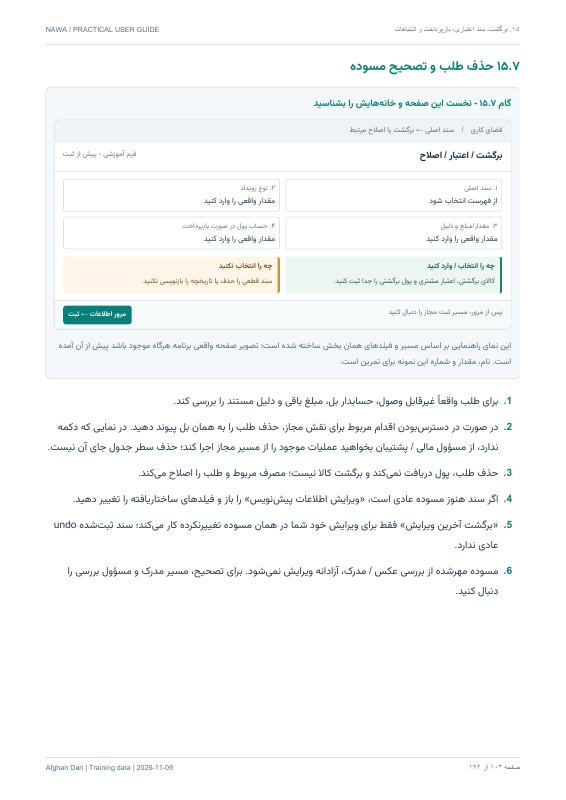 NAWA / PRACTICAL USER GUIDE
۱۵. برگشت، سند اعتباری، بازپرداخت و اشتباهات
۱۵.۷ حذف طلب و تصحیح مسوده
گام ۱۵.۷ - نخست این صفحه و خانه‌هایش را بشناسید
فضای کاری / سند اصلی ← برگشت یا اصلاح مرتبط
برگشت / اعتبار / اصلاح
فرم آموزشی - پیش از ثبت
۱. سند اصلی
از فهرست انتخاب شود
۲. نوع رویداد
مقدار واقعی را وارد کنید
۳. مقدار/مبلغ و دلیل
مقدار واقعی را وارد کنید
۴. حساب پول در صورت بازپرداخت
مقدار واقعی را وارد کنید
چه را انتخاب / وارد کنید
کالای برگشتی، اعتبار مشتری و پول برگشتی را جدا ثبت کنید.
چه را انتخاب نکنید
سند قطعی را حذف یا تاریخچه را بازنویسی نکنید.
پس از مرور، مسیر ثبت مجاز را دنبال کنید
مرور اطلاعات ← ثبت
این نمای راهنمایی بر اساس مسیر و فیلدهای همان بخش ساخته شده است؛ تصویر صفحه واقعی برنامه هرگاه موجود باشد پیش از آن آمده
است. نام، مقدار و شماره این نمونه برای تمرین است.
1. برای طلب واقعاً غیرقابل وصول، حسابدار بل، مبلغ باقی و دلیل مستند را بررسی کند.
2. در صورت در دسترس‌بودن اقدام مربوط برای نقش مجاز، حذف طلب را به همان بل پیوند دهید. در نمایی که دکمه
ندارد، از مسؤول مالی / پشتیبان بخواهید عملیات موجود را از مسیر مجاز اجرا کند؛ حذف سطر جدول جای آن نیست.
3. حذف طلب، پول دریافت نمی‌کند و برگشت کالا نیست؛ مصرف مربوط و طلب را اصلاح می‌کند.
4. اگر سند هنوز مسوده عادی است، «ویرایش اطلاعات پیش‌نویس» را باز و فیلدهای ساختاریافته را تغییر دهید.
5. «برگشت آخرین ویرایش» فقط برای ویرایش خود شما در همان مسوده تغییرنکرده کار می‌کند؛ سند ثبت‌شده undo
عادی ندارد.
6. مسوده مهرشده از بررسی عکس / مدرک، آزادانه ویرایش نمی‌شود. برای تصحیح، مسیر مدرک و مسؤول بررسی را
دنبال کنید.
Afghan Dari | Training data | 2026-11-09
صفحه ۱۰۳ از ۱۹۲